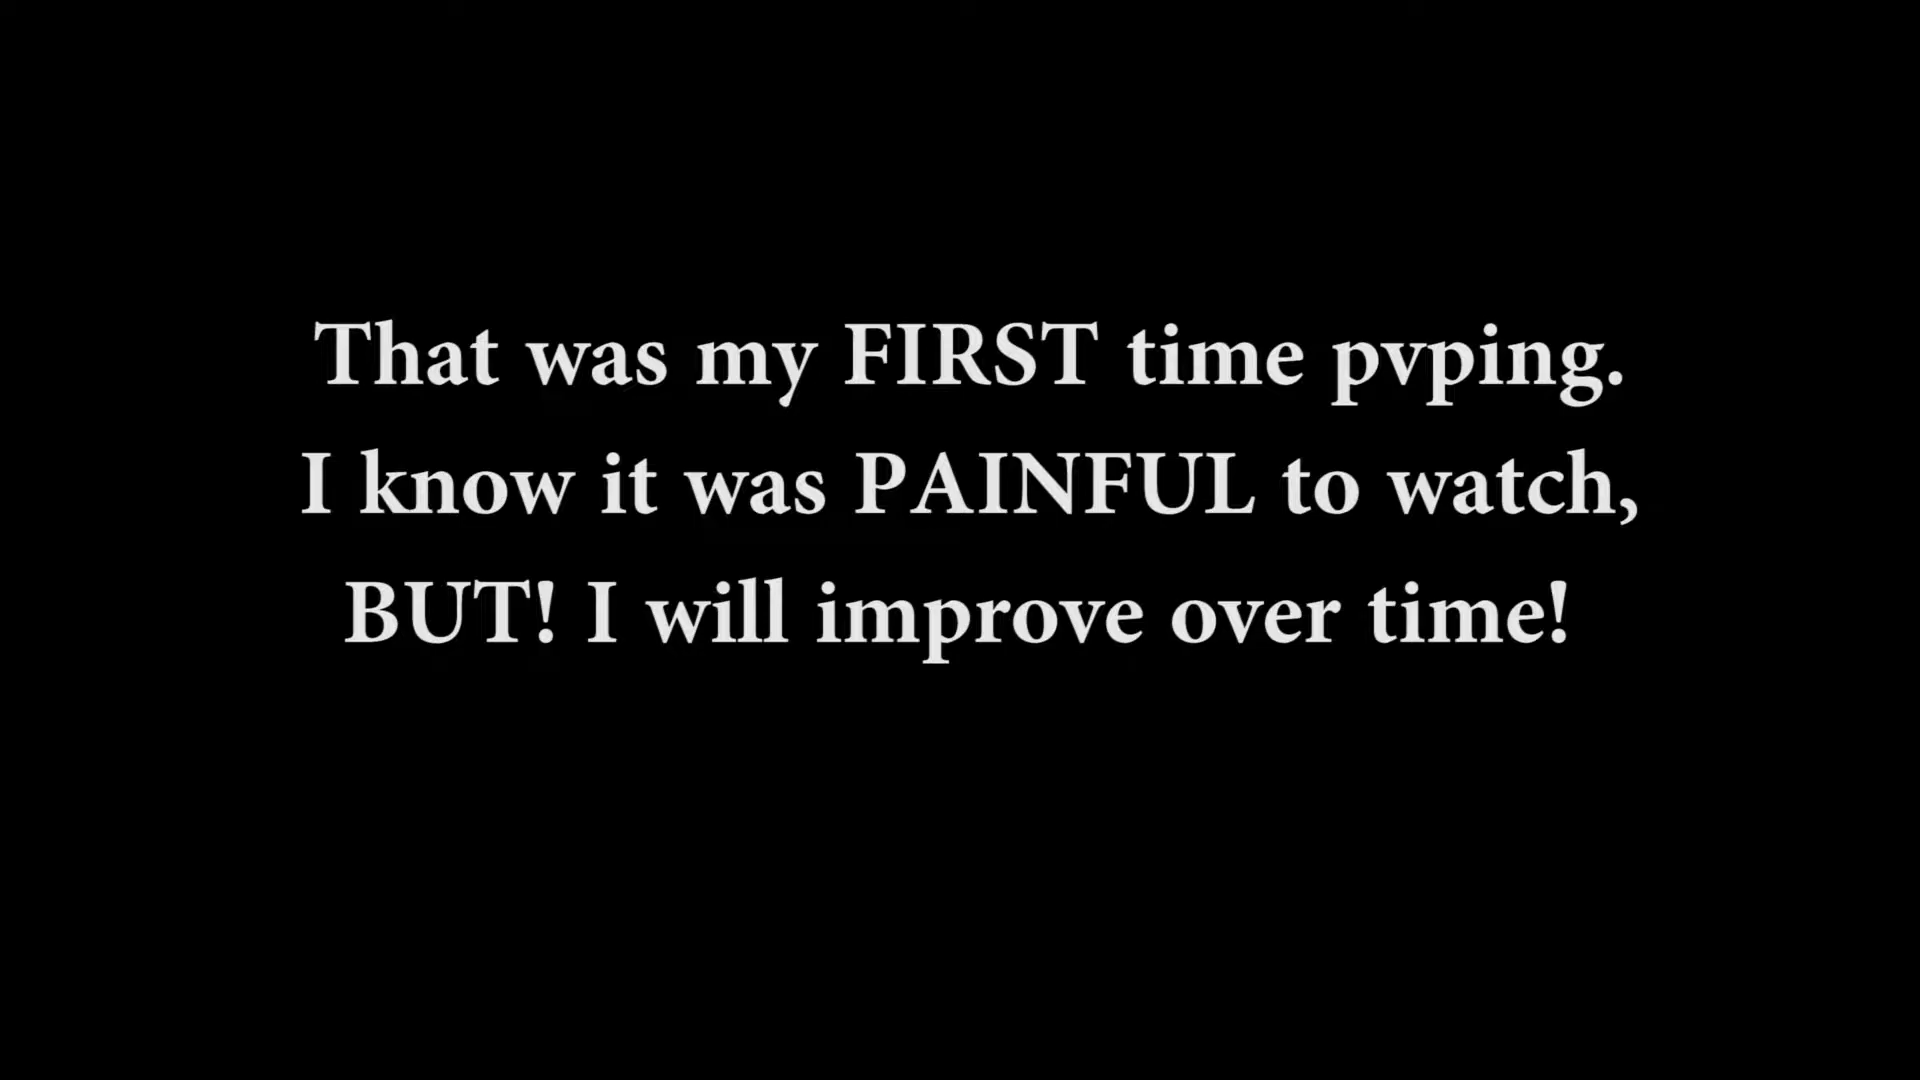 That was my FIRST time pvping.
I know it was PAINFUL to watch,
BUT! I will improve over time!